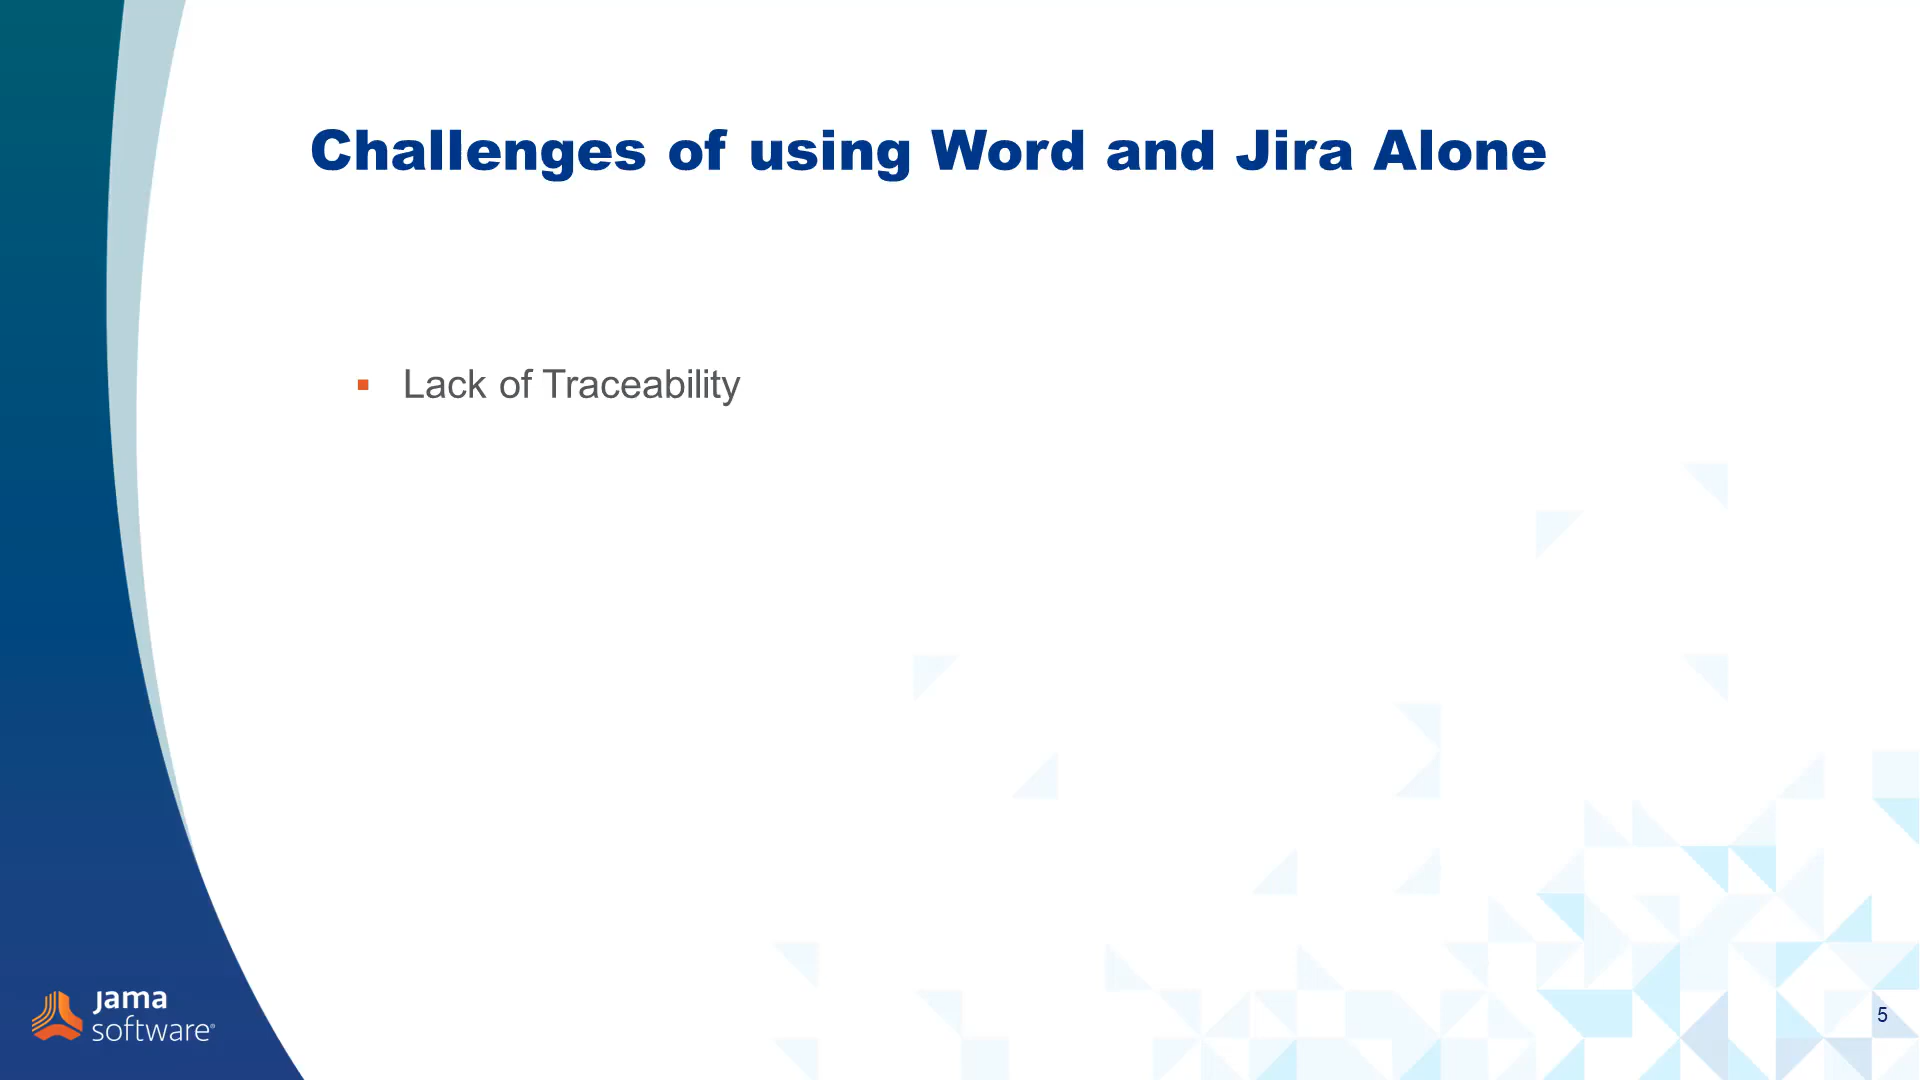 Challenges of using Word and Jira Alone
▪ Lack of Traceability
jama
software®
5